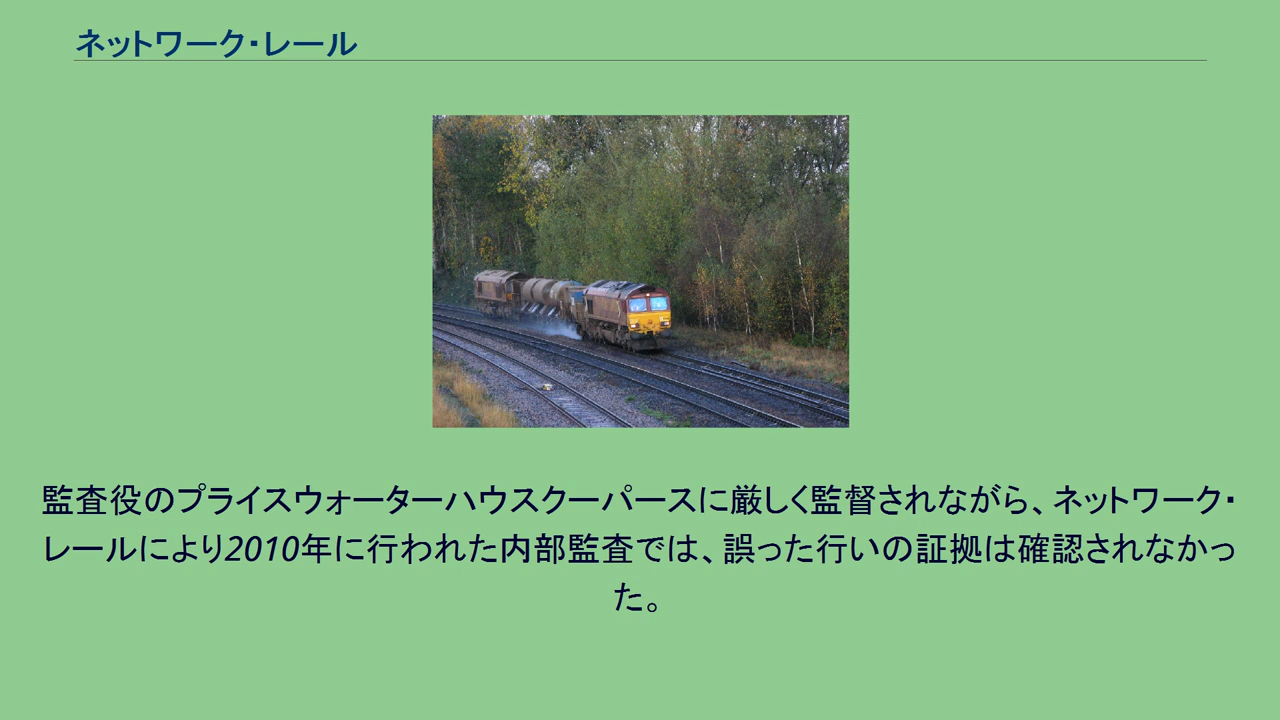 ネットワーク・レール
監査役のプライスウォーターハウスクーパースに厳しく監督されながら、ネットワーク・
レールにより2010年に行われた内部監査では、誤った行いの証拠は確認されなかっ
た。